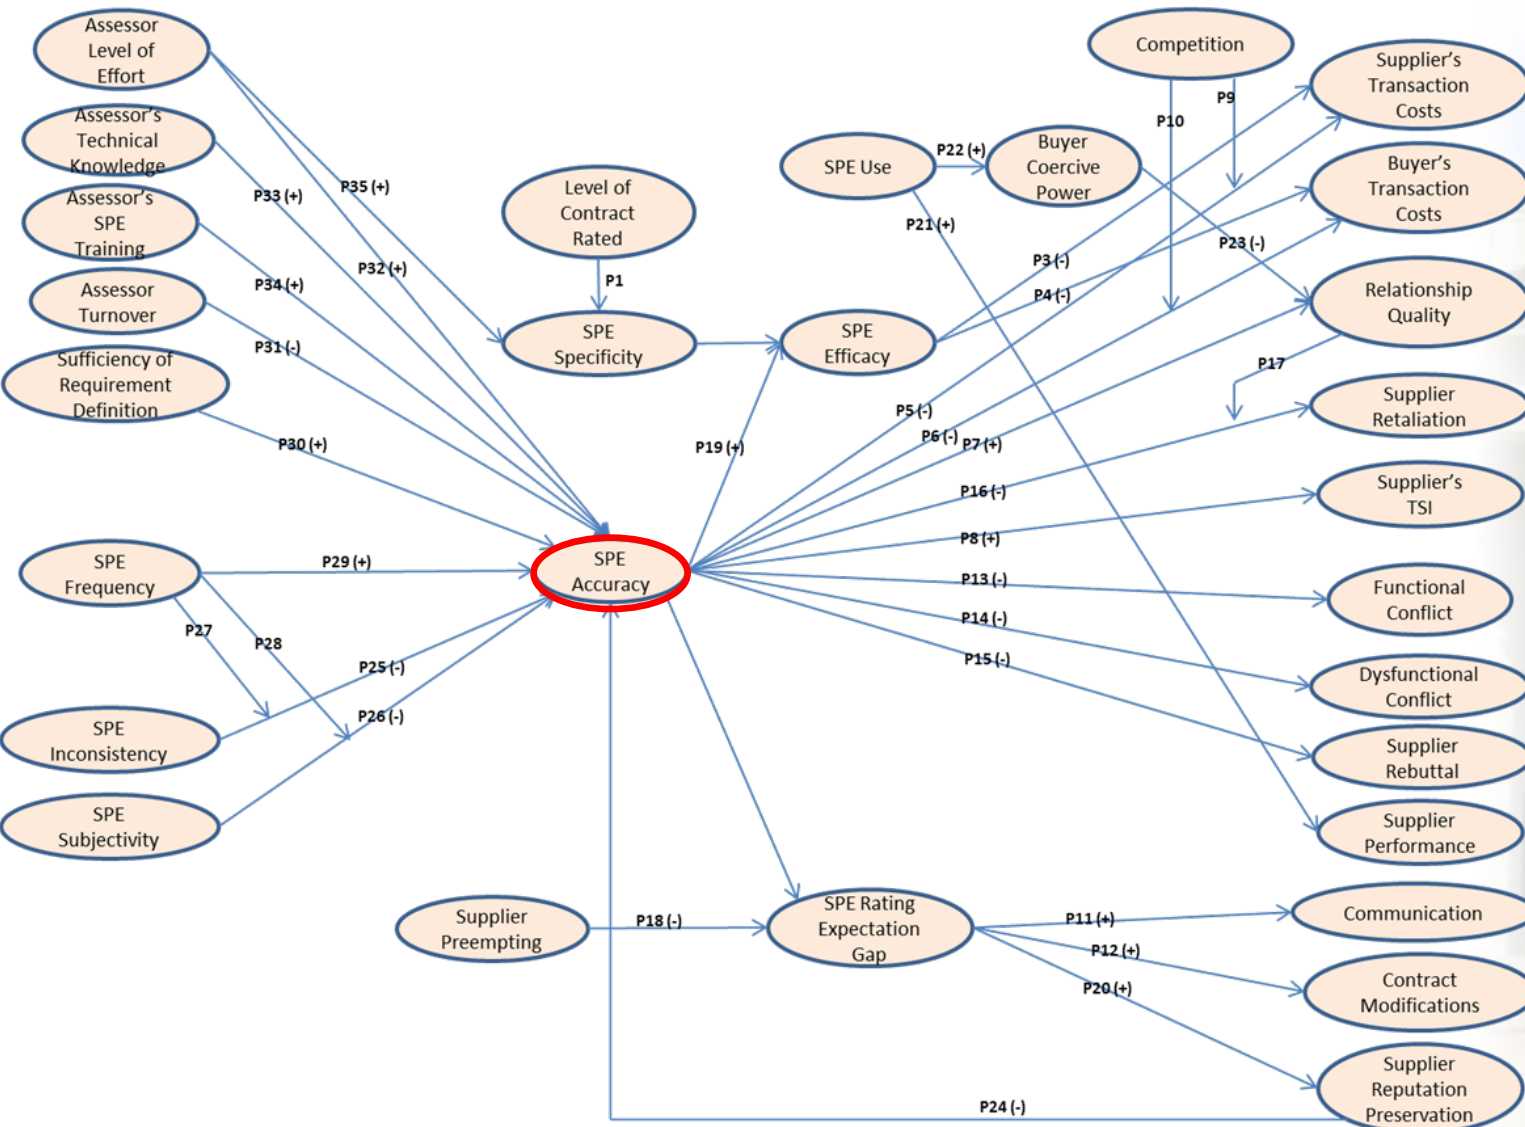 Assessor
Level of
Effort
Assessor's
Technical
Knowledge
Assessor's
SPE
Training
Assessor
Turnover
Sufficiency of
Requirement
Definition
SPE
Frequency
SPE
Inconsistency
SPE
Subjectivity
P35 (+)
P33 (+)
P32 (+)
P34 (+)
P31 (-)
P30 (+)
P29 (+)
P27
P28
P25 (-)
P26 (-)
Level of
Contract
Rated
P1
SPE
Specificity
SPE
Accuracy
Supplier
Preempting
P18 (-)
SPE Use
P22 (+)
Buyer
Coercive
Power
P21 (+)
SPE
Efficacy
P19 (+)
SPE Rating
Expectation
Gap
Competition
P9
P10
P23 (-)
P3 (-)
P4 (-)
P5 (-)
P6 (-)
P7 (+)
P17
P16 (-)
P8 (+)
P13 (-)
P14 (-)
P15 (-)
P11 (+)
P12 (+)
P20 (+)
P24 (-)
Supplier's
Transaction
Costs
Buyer's
Transaction
Costs
Relationship
Quality
Supplier
Retaliation
Supplier's
TSI
Functional
Conflict
Dysfunctional
Conflict
Supplier
Rebuttal
Supplier
Performance
Communication
Contract
Modifications
Supplier
Reputation
Preservation